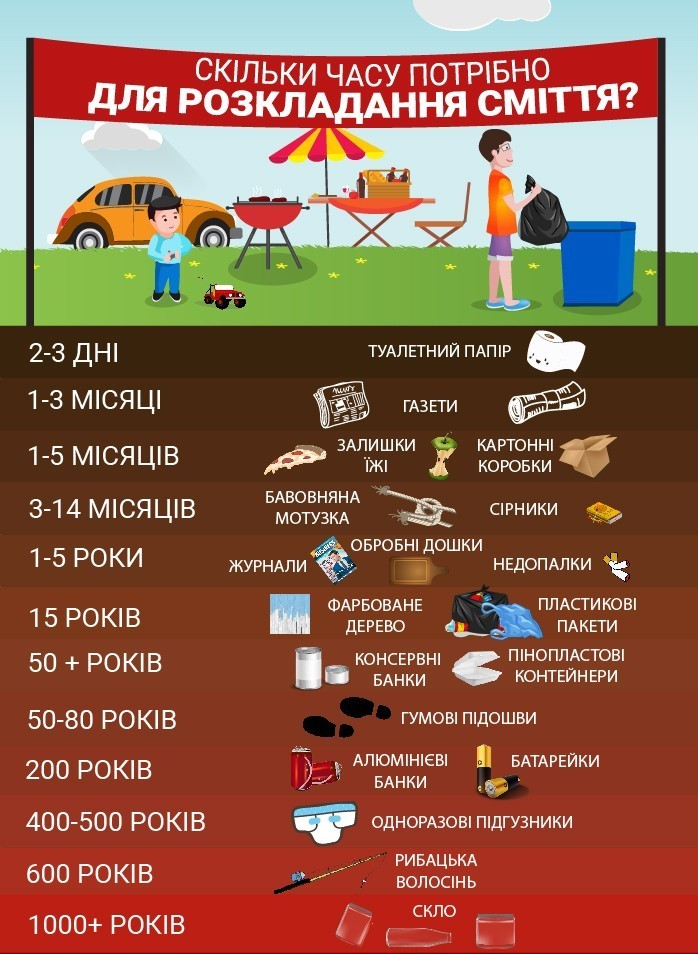 СКІЛЬКИ ЧАСУ ПОТРІБНО
ДЛЯ РОЗКЛАДАННЯ СМІТТЯ?
2-3 ДНІ
ТУАЛЕТНИЙ ПАПІР
1-3 МІСЯЦІ
ГАЗЕТИ
1-5 МІСЯЦІВ
ЗАЛИШКИ
ЇЖІ
КАРТОННІ
КОРОБКИ
3-14 МІСЯЦІВ
БАВОВНЯНА
МОТУЗКА
СІРНИКИ
1-5 РОКИ
ЖУРНАЛИ
ОБРОБНІ ДОШКИ
НЕДОПАЛКИ
15 РОКІВ
ФАРБОВАНЕ
ДЕРЕВО
ПЛАСТИКОВІ
ПАКЕТИ
50 + РОКІВ
КОНСЕРВНІ
БАНКИ
ПІНОПЛАСТОВІ
КОНТЕЙНЕРИ
50-80 РОКІВ
ГУМОВІ ПІДОШВИ
200 РОКІВ
АЛЮМІНІЄВІ
БАНКИ
БАТАРЕЙКИ
400-500 РОКІВ
ОДНОРАЗОВІ ПІДГУЗНИКИ
600 РОКІВ
РИБАЦЬКА
ВОЛОСІНЬ
1000+ РОКІВ
СКЛО